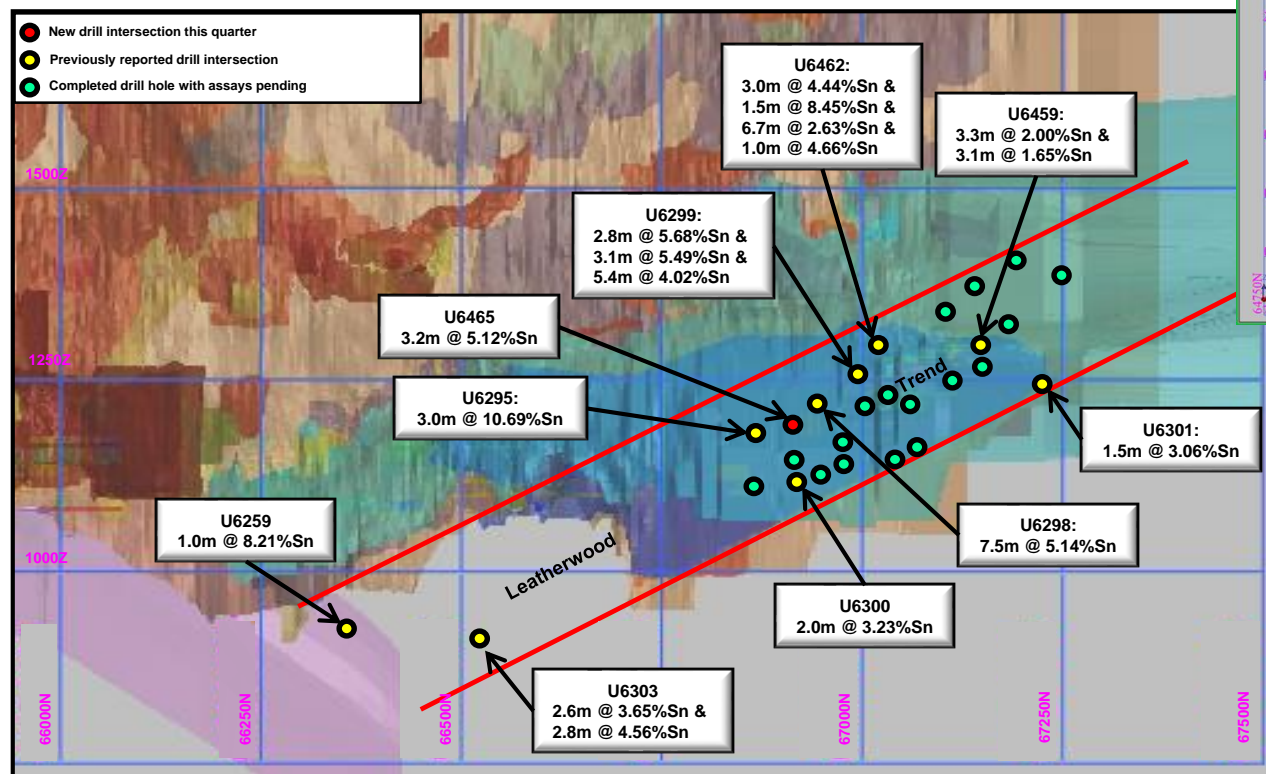 New drill intersection this quarter
Previously reported drill intersection
Completed drill hole with assays pending
U6462:
3.0m @ 4.44%Sn &
1.5m @ 8.45%Sn &
6.7m @ 2.63%Sn &
1.0m @ 4.66%Sn
U6459:
3.3m @ 2.00%Sn &
3.1m @ 1.65%Sn
1500Z
U6299:
2.8m @ 5.68%Sn &
3.1m @ 5.49%Sn &
5.4m @ 4.02%Sn
64750N
U6465
3.2m @ 5.12%Sn
1250Z
Trend
U6295:
3.0m @ 10.69%Sn
U6301:
1.5m @ 3.06%Sn
U6259
1.0m @ 8.21%Sn
U6298:
7.5m @ 5.14%Sn
1000Z
Leatherwood
U6300
2.0m @ 3.23%Sn
U6303
2.6m @ 3.65%Sn &
2.8m @ 4.56%Sn
66000N
66250N
66500N
67000N
67250N
67500N